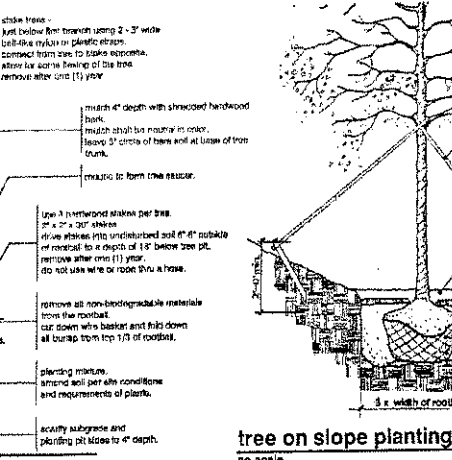 stake trees -
just below first branch using 2 - 3" wide
belt-like nylon or plastic straps.
connect from tree to stake opposite.
allow for some flexing of the tree.
remove after one (1) year
mulch 4" depth with shredded hardwood
bark.
mulch shall be neutral in color.
leave 3" circle of bare soil at base of tree
trunk.
mound to form tree saucer.
use 3 hardwood stakes per tree.
2" x 2" x 30" stakes
drive stakes into undisturbed soil 6"-8" outside
of rootball to a depth of 18" below tree pit.
remove after one (1) year.
do not use wire or rope thru a hose.
remove all non-biodegradable materials
from the rootball.
cut down wire basket and fold down
all burlap from top 1/3 of rootball.
s.
planting mixture.
amend soil per site conditions
and requirements of plants.
scarify subgrade and
planting pit sides to 4" depth.
2'-0" min.
3 x width of rootb
tree on slope planting
no scale